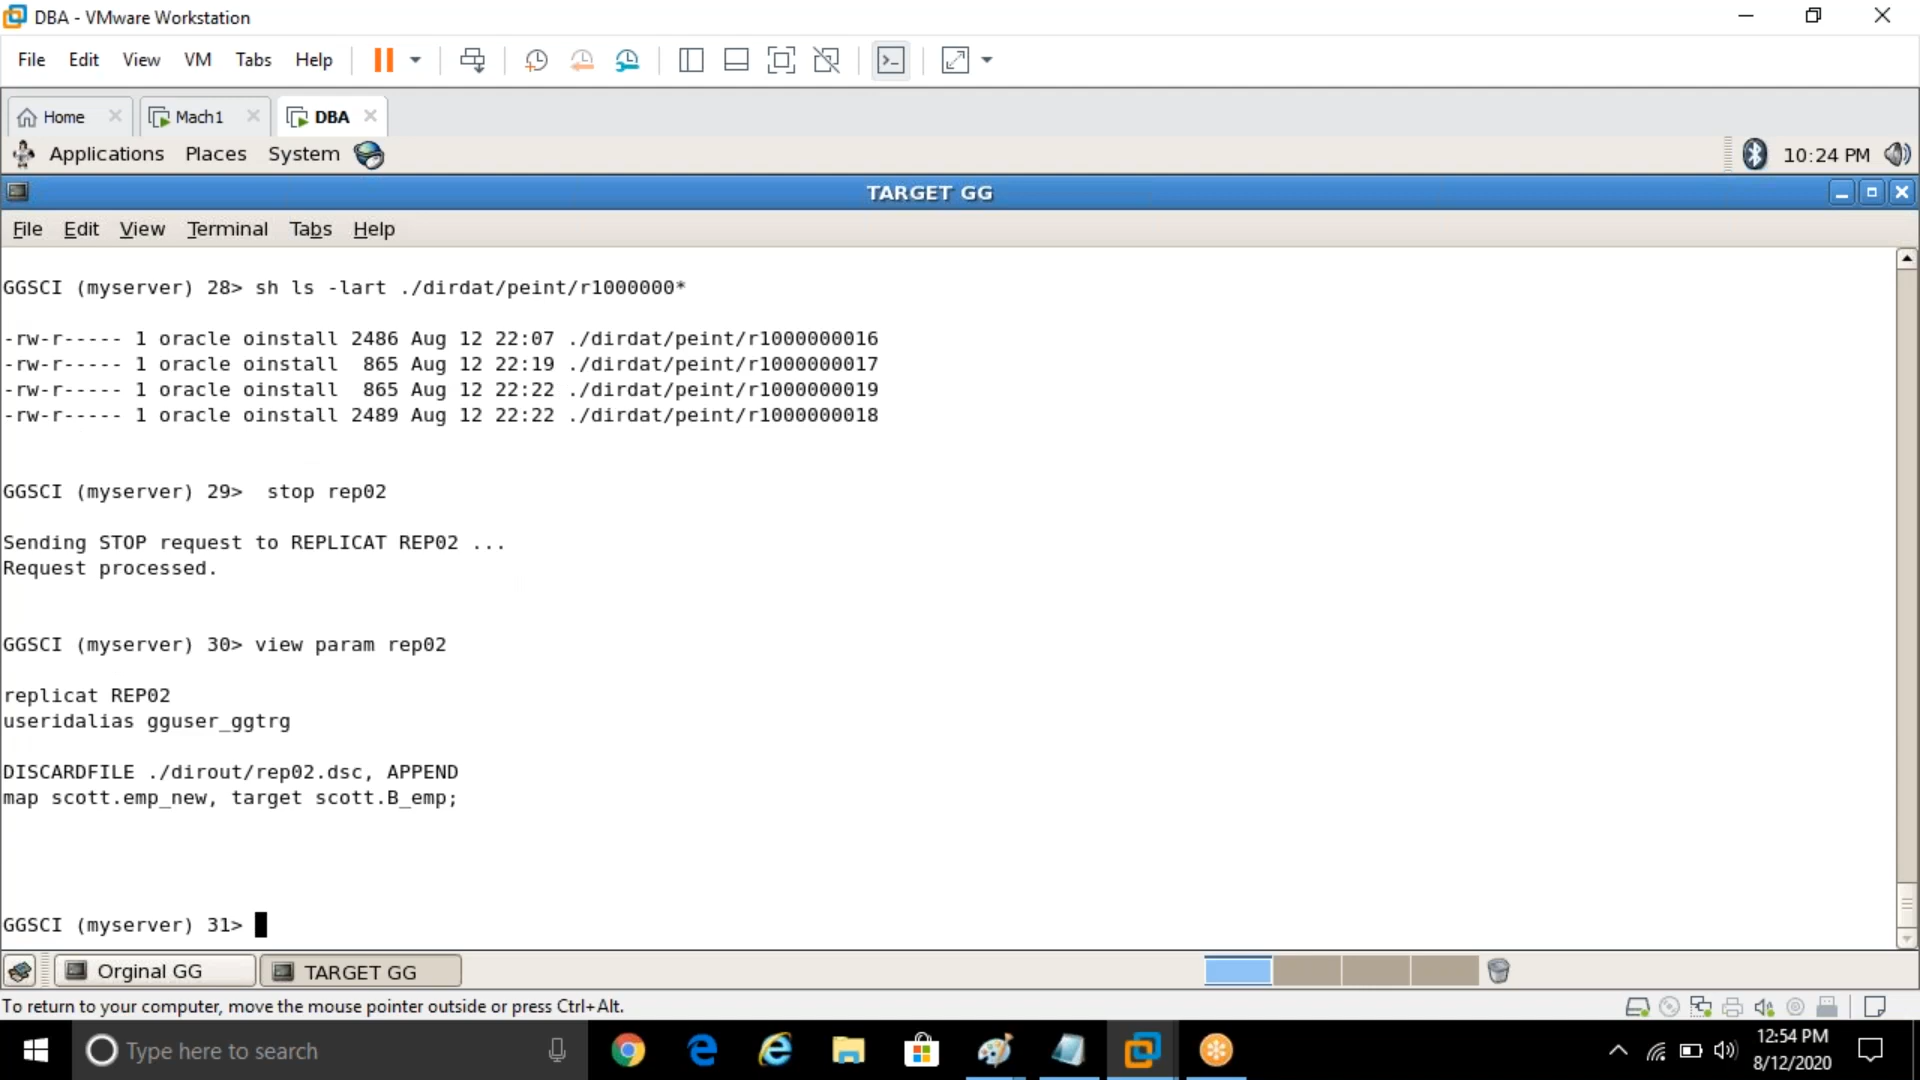 DBA - VMware Workstation
File Edit View VM Tabs Help
Home Mach1 DBA
Applications Places System 10:24 PM
TARGET GG
File Edit View Terminal Tabs Help
GGSCI (myserver) 28> sh ls -lart ./dirdat/peint/r1000000*
-rw-r----- 1 oracle oinstall 2486 Aug 12 22:07 ./dirdat/peint/r1000000016
-rw-r----- 1 oracle oinstall  865 Aug 12 22:19 ./dirdat/peint/r1000000017
-rw-r----- 1 oracle oinstall  865 Aug 12 22:22 ./dirdat/peint/r1000000019
-rw-r----- 1 oracle oinstall 2489 Aug 12 22:22 ./dirdat/peint/r1000000018
GGSCI (myserver) 29>  stop rep02
Sending STOP request to REPLICAT REP02 ...
Request processed.
GGSCI (myserver) 30> view param rep02
replicat REP02
useridalias gguser_ggtrg
DISCARDFILE ./dirout/rep02.dsc, APPEND
map scott.emp_new, target scott.B_emp;
GGSCI (myserver) 31>
Orginal GG TARGET GG
To return to your computer, move the mouse pointer outside or press Ctrl+Alt.
Type here to search
12:54 PM
8/12/2020